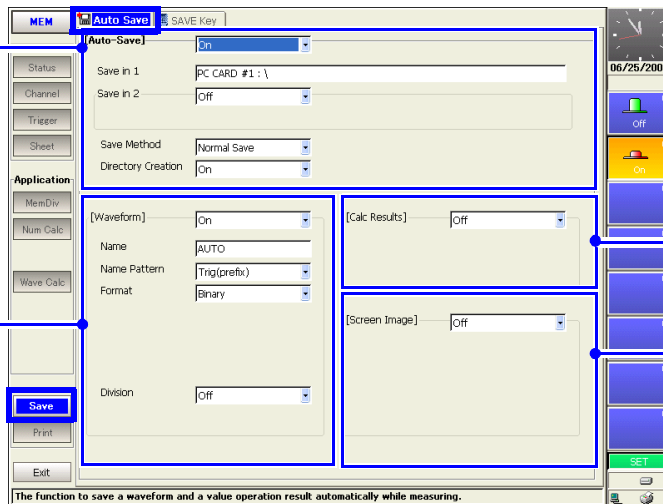 MEM
Auto Save
SAVE Key
[Auto-Save]
On
Save in 1
PC CARD #1 : \
Save in 2
Off
Save Method
Normal Save
Directory Creation
On
Status
Channel
Trigger
Sheet
Application
MemDiv
Num Calc
Wave Calc
Save
Print
Exit
[Waveform]
On
Name
AUTO
Name Pattern
Trig(prefix)
Format
Binary
Division
Off
[Calc Results]
Off
[Screen Image]
Off
06/25/200
Off
On
SET
The function to save a waveform and a value operation result automatically while measuring.